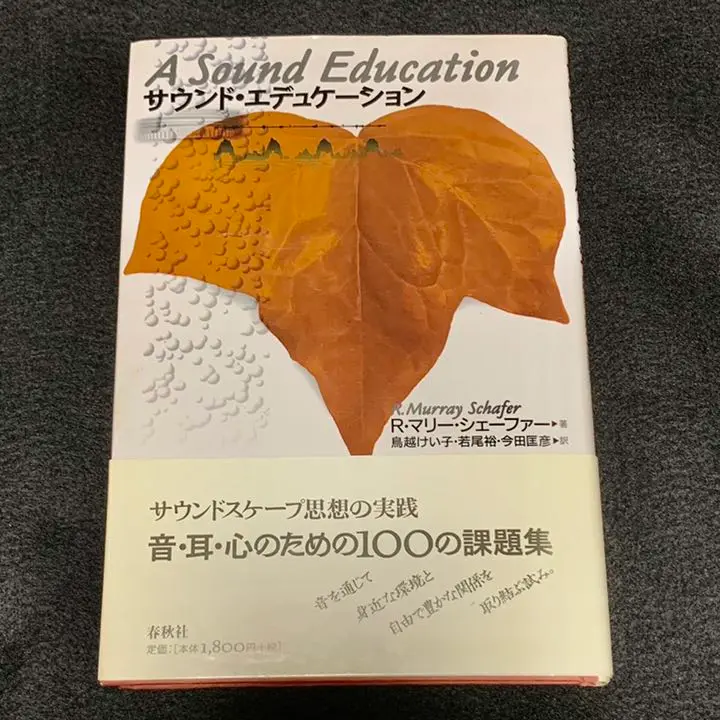 A Sound Education
サウンド・エデュケーション
R. Murray Schafer
R・マリー・シェーファー▶著
鳥越けい子・若尾裕・今田匡彦▶訳
サウンドスケープ思想の実践
音・耳・心のための100の課題集
音を通じて
身近な環境と
自由で豊かな関係を
取り結ぶ試み。
春秋社
定価:[本体1,800円+税]